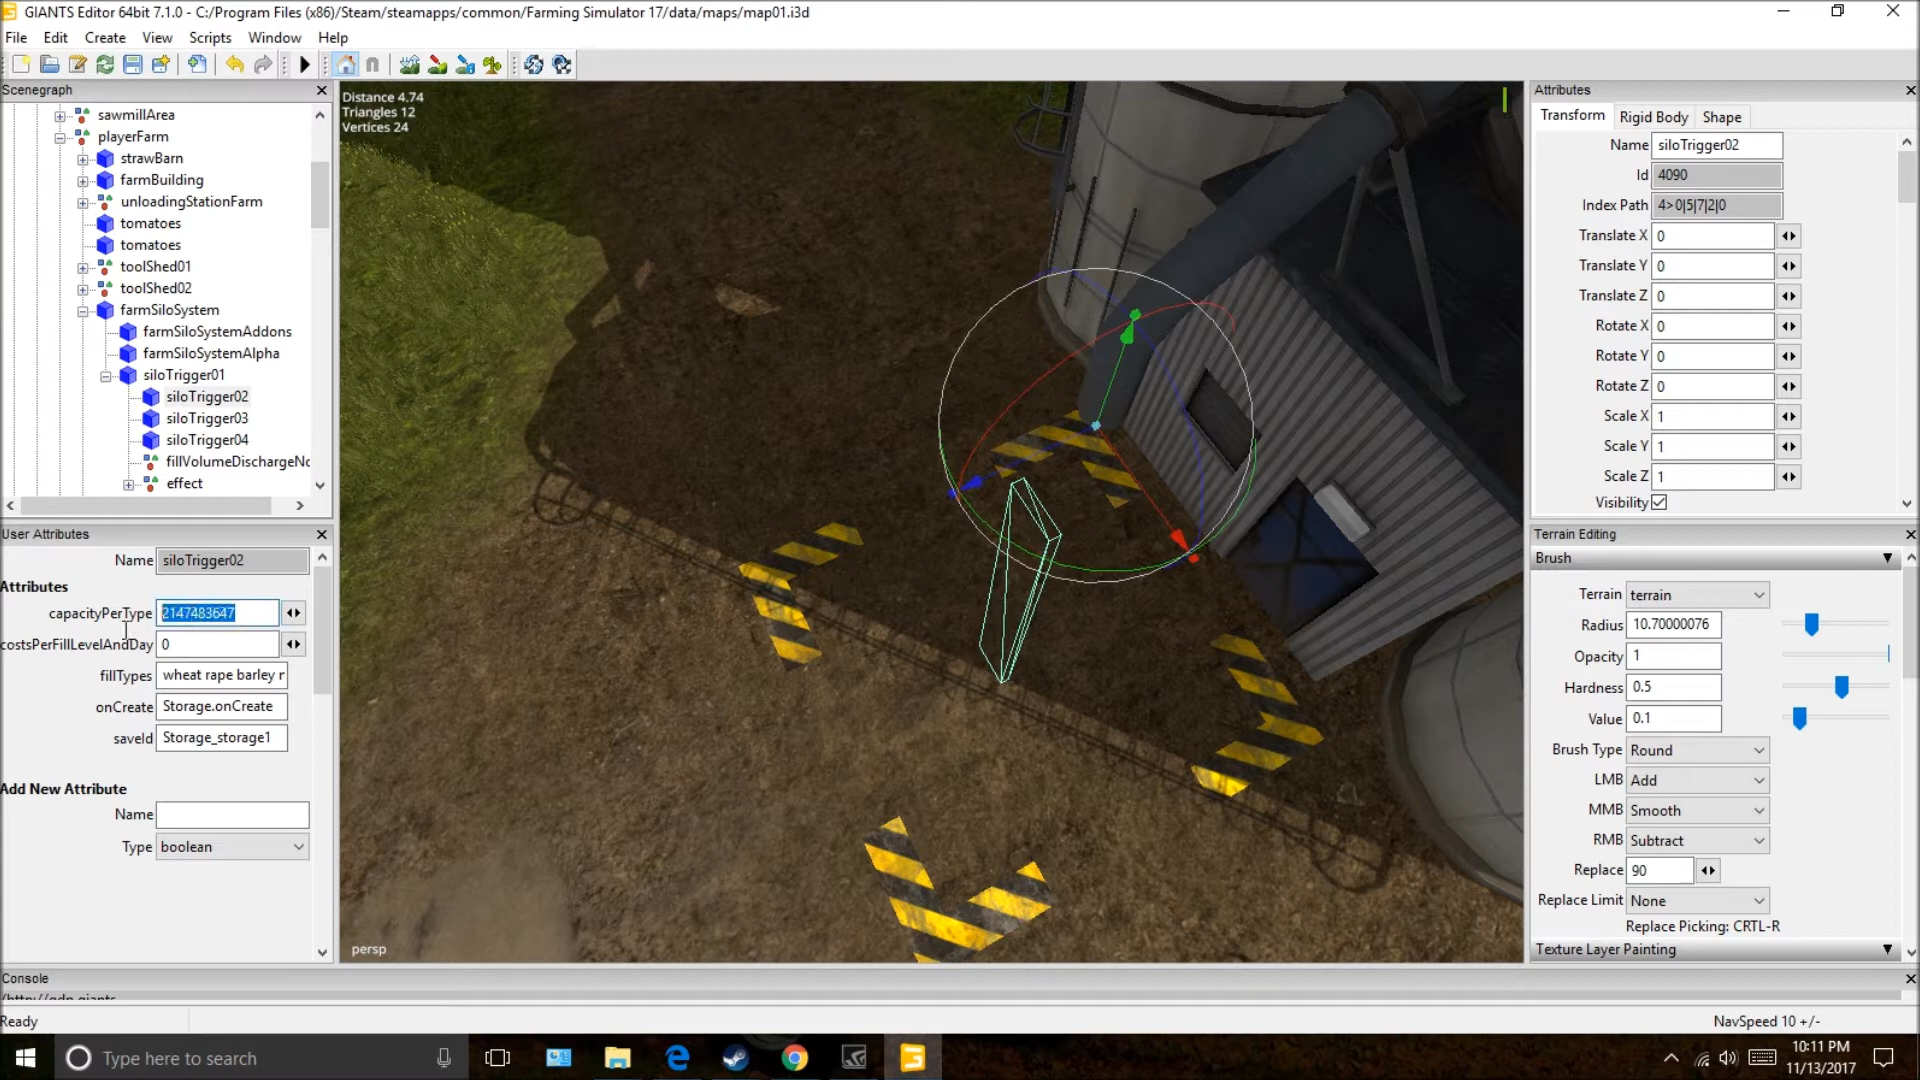 GIANTS Editor 64bit 7.1.0 - C:/Program Files (x86)/Steam/steamapps/common/Farming Simulator 17/data/maps/map01.i3d
File Edit Create View Scripts Window Help
Scenegraph
sawmillArea
playerFarm
strawBarn
farmBuilding
unloadingStationFarm
tomatoes
tomatoes
toolShed01
toolShed02
farmSiloSystem
farmSiloSystemAddons
farmSiloSystemAlpha
siloTrigger01
siloTrigger02
siloTrigger03
siloTrigger04
fillVolumeDischargeNo
effect
User Attributes
Name siloTrigger02
Attributes
capacityPerType 2147483647
costsPerFillLevelAndDay 0
fillTypes wheat rape barley r
onCreate Storage.onCreate
saveId Storage_storage1
Add New Attribute
Name
Type boolean
Distance 4.74
Triangles 12
Vertices 24
persp
Attributes
Transform Rigid Body Shape
Name siloTrigger02
Id 4090
Index Path 4>0|5|7|2|0
Translate X 0
Translate Y 0
Translate Z 0
Rotate X 0
Rotate Y 0
Rotate Z 0
Scale X 1
Scale Y 1
Scale Z 1
Visibility
Terrain Editing
Brush
Terrain terrain
Radius 10.70000076
Opacity 1
Hardness 0.5
Value 0.1
Brush Type Round
LMB Add
MMB Smooth
RMB Subtract
Replace 90
Replace Limit None
Replace Picking: CRTL-R
Texture Layer Painting
Console
Ready
NavSpeed 10 +/-
Type here to search
10:11 PM
11/13/2017